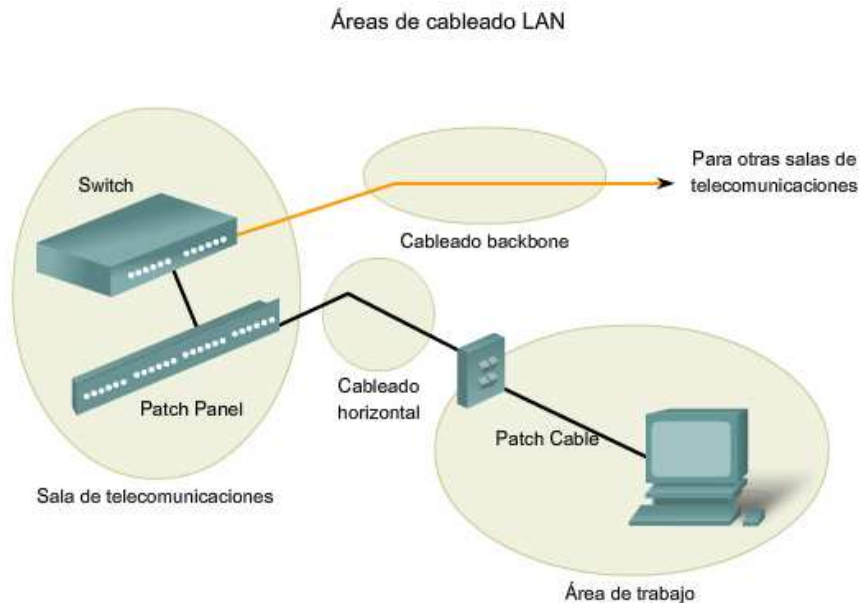 Áreas de cableado LAN
Switch
Para otras salas de
telecomunicaciones
Cableado backbone
Patch Panel
Cableado
horizontal
Patch Cable
Sala de telecomunicaciones
Área de trabajo